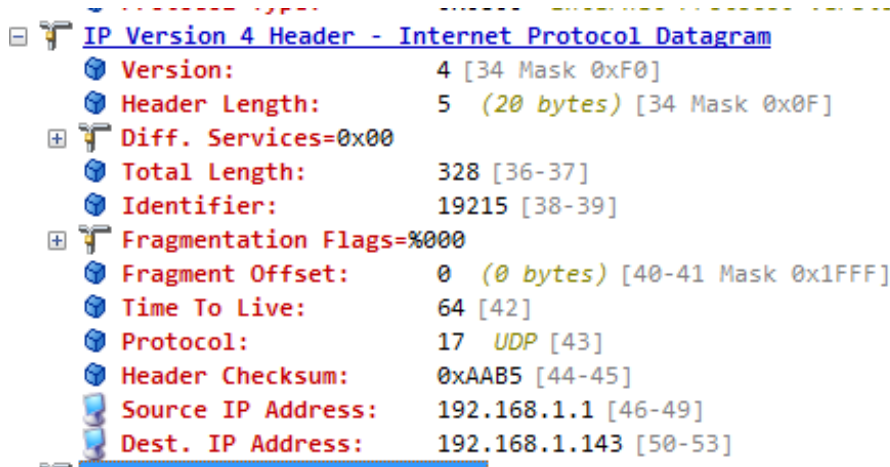 IP Version 4 Header - Internet Protocol Datagram
Version: 4 [34 Mask 0xF0]
Header Length: 5 (20 bytes) [34 Mask 0x0F]
Diff. Services=0x00
Total Length: 328 [36-37]
Identifier: 19215 [38-39]
Fragmentation Flags=%000
Fragment Offset: 0 (0 bytes) [40-41 Mask 0x1FFF]
Time To Live: 64 [42]
Protocol: 17 UDP [43]
Header Checksum: 0xAAB5 [44-45]
Source IP Address: 192.168.1.1 [46-49]
Dest. IP Address: 192.168.1.143 [50-53]